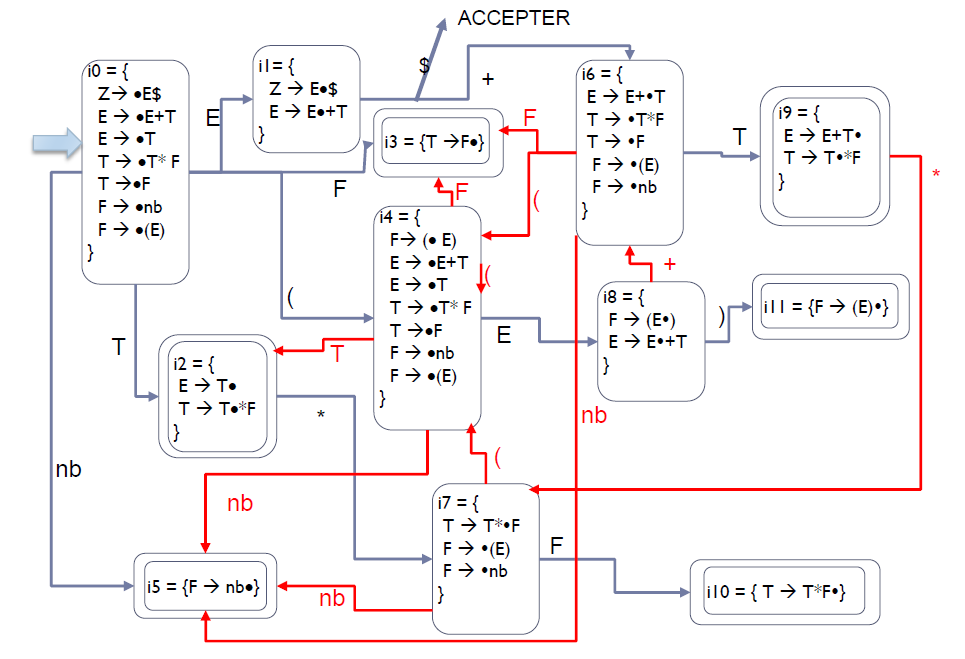 ACCEPTER
i0 = {
Z→ •E$
E → •E+T
E → •T
T → •T* F
T →•F
F → •nb
F → •(E)
}
E
i1= {
Z → E•$
E → E•+T
}
$
+
i3 = {T →F•}
F
F
F
(
i6 = {
E → E+•T
T → •T*F
T → •F
F → •(E)
F → •nb
}
T
i9 = {
E → E+T•
T → T•*F
}
*
i4 = {
F→ (• E)
E → •E+T
E → •T
T → •T* F
T →•F
F → •nb
F → •(E)
}
(
(
E
+
i8 = {
F → (E•)
E → E•+T
}
)
i11 = {F → (E)•}
T
T
i2 = {
E → T•
T → T•*F
}
*
nb
nb
nb
(
i7 = {
T → T*•F
F → •(E)
F → •nb
}
F
i5 = {F → nb•}
nb
i10 = { T → T*F•}